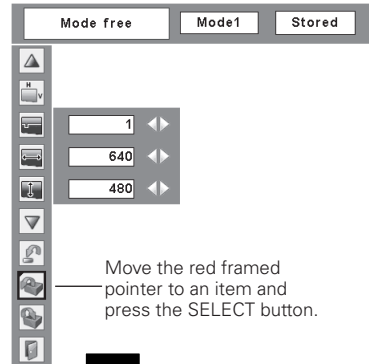 Mode free Mode1 Stored
H
V
1
640
480
Move the red framed
pointer to an item and
press the SELECT button.